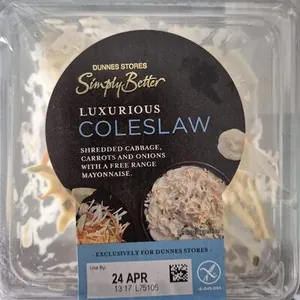 DUNNES STORES
Simply Better
LUXURIOUS
COLESLAW
SHREDDED CABBAGE,
CARROTS AND ONIONS
WITH A FREE RANGE
MAYONNAISE.
- EXCLUSIVELY FOR DUNNES STORES -
Use By:
24 APR
13:17 L75105